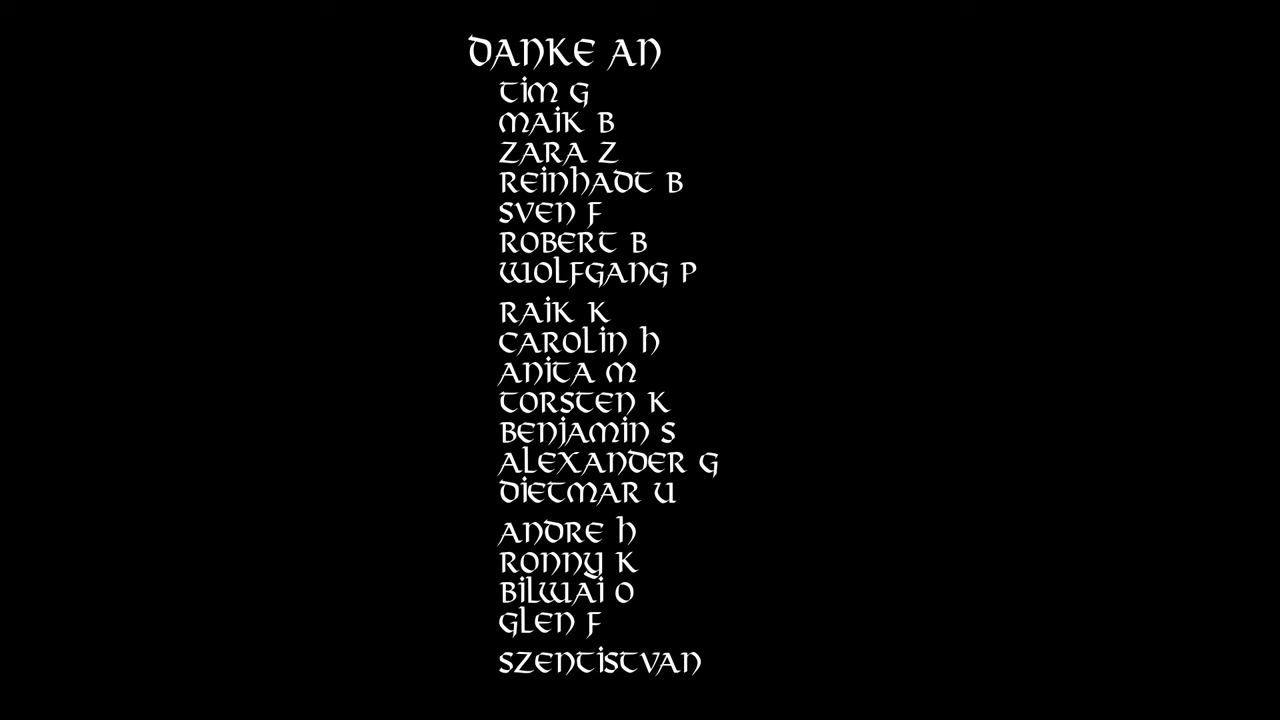 DANKE AN
TIM G
MAIK B
ZARA Z
REINHADT B
SVEN F
ROBERT B
WOLFGANG P
RAIK K
CAROLIN H
ANITA M
TORSTEN K
BENJAMIN S
ALEXANDER G
DIETMAR U
ANDRE H
RONNY K
BILWAI O
GLEN F
SZENTISTVAN